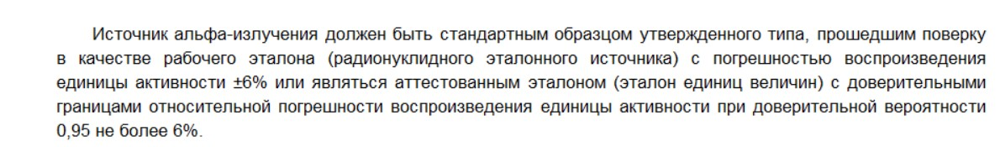 Источник альфа-излучения должен быть стандартным образцом утвержденного типа, прошедшим поверку
в качестве рабочего эталона (радионуклидного эталонного источника) с погрешностью воспроизведения
единицы активности ±6% или являться аттестованным эталоном (эталон единиц величин) с доверительными
границами относительной погрешности воспроизведения единицы активности при доверительной вероятности
0,95 не более 6%.